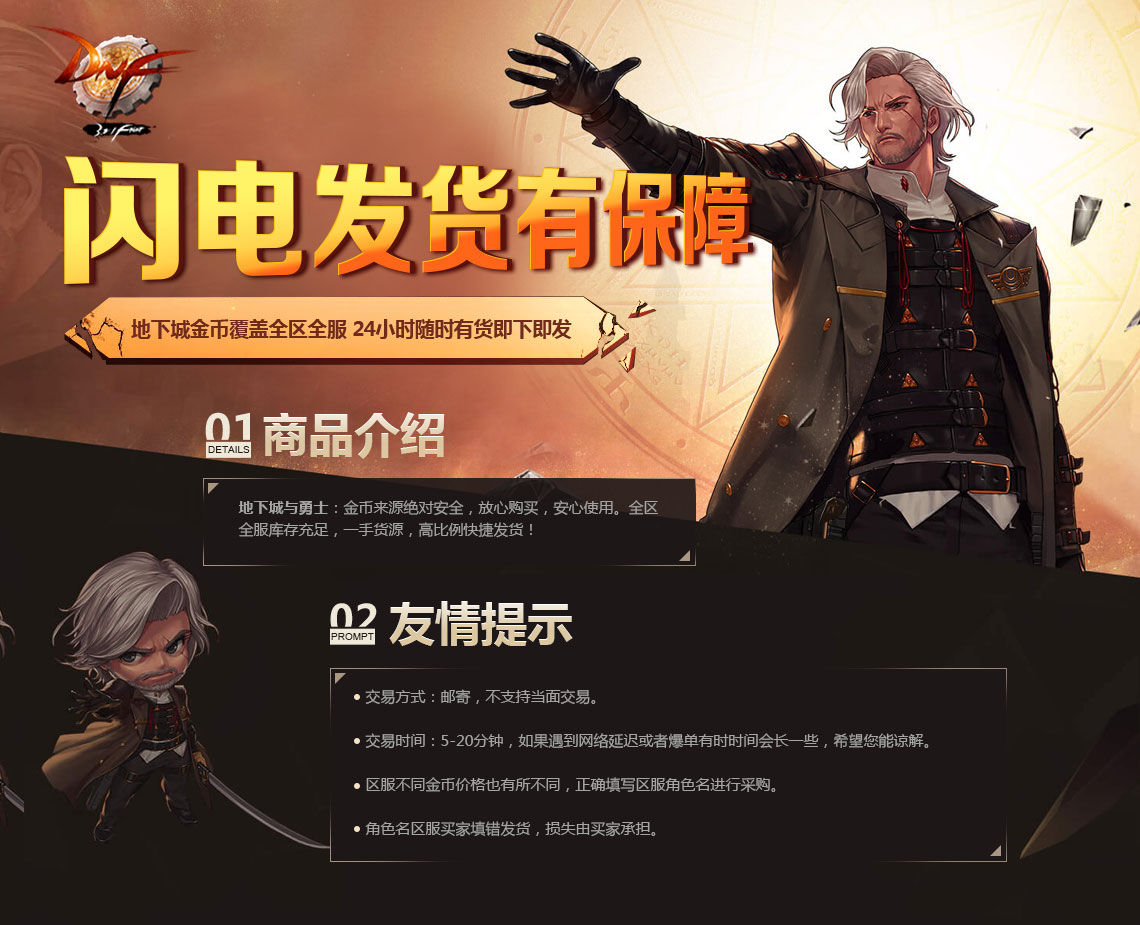 DNF
闪电发货有保障
地下城金币覆盖全区全服 24小时随时有货即下即发
01 商品介绍
DETAILS
地下城与勇士：金币来源绝对安全，放心购买，安心使用。全区
全服库存充足，一手货源，高比例快捷发货！
02 友情提示
PROMPT
• 交易方式：邮寄，不支持当面交易。
• 交易时间：5-20分钟，如果遇到网络延迟或者爆单有时时间会长一些，希望您能谅解。
• 区服不同金币价格也有所不同，正确填写区服角色名进行采购。
• 角色名区服买家填错发货，损失由买家承担。